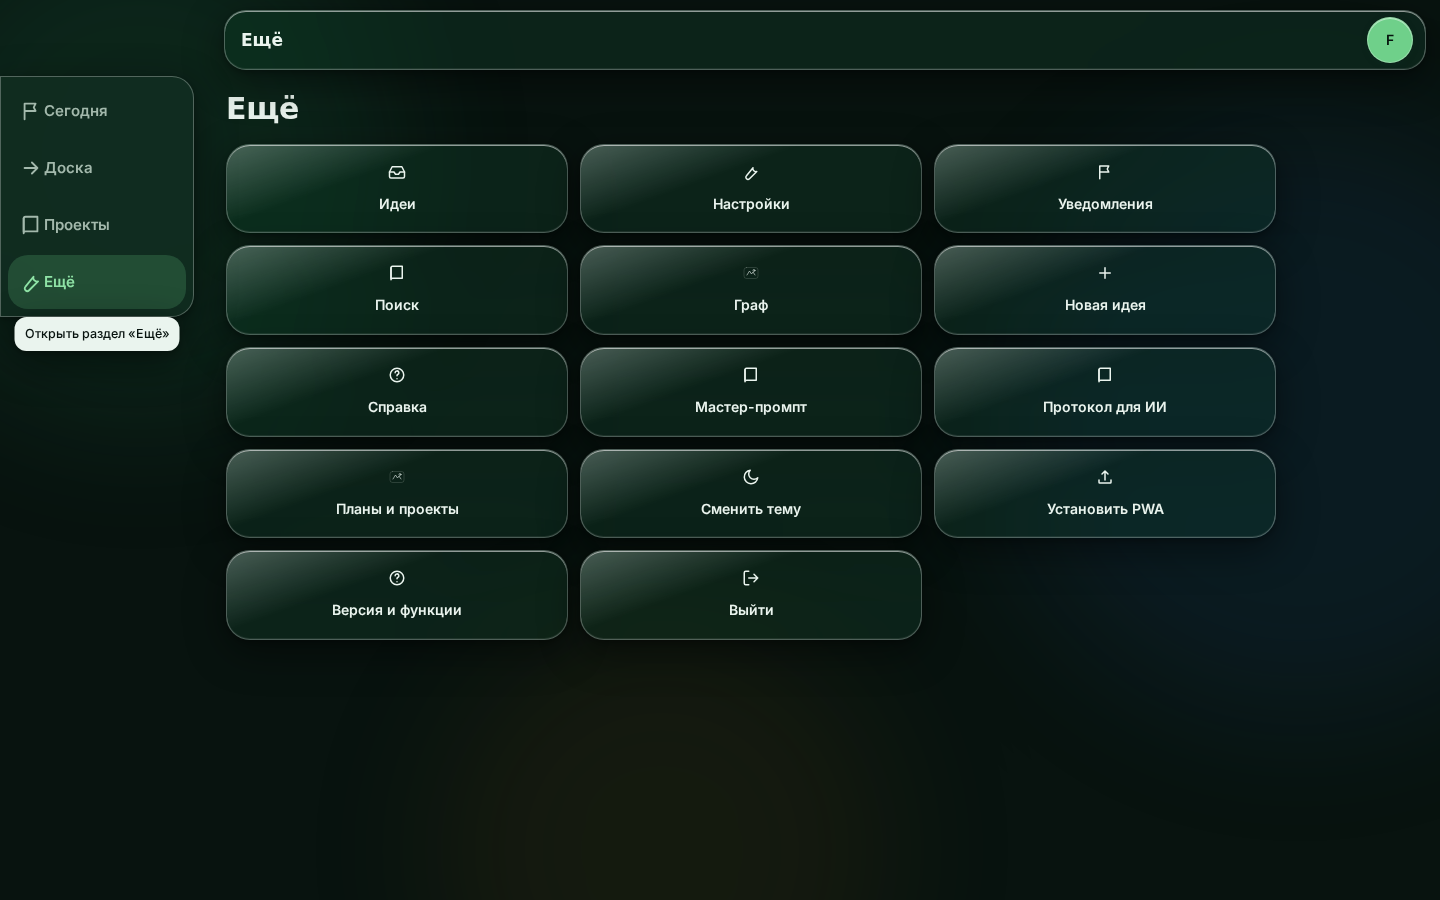 Ещё
F
Сегодня
Доска
Проекты
Ещё
Открыть раздел «Ещё»
Ещё
Идеи
Настройки
Уведомления
Поиск
Граф
Новая идея
Справка
Мастер-промпт
Протокол для ИИ
Планы и проекты
Сменить тему
Установить PWA
Версия и функции
Выйти